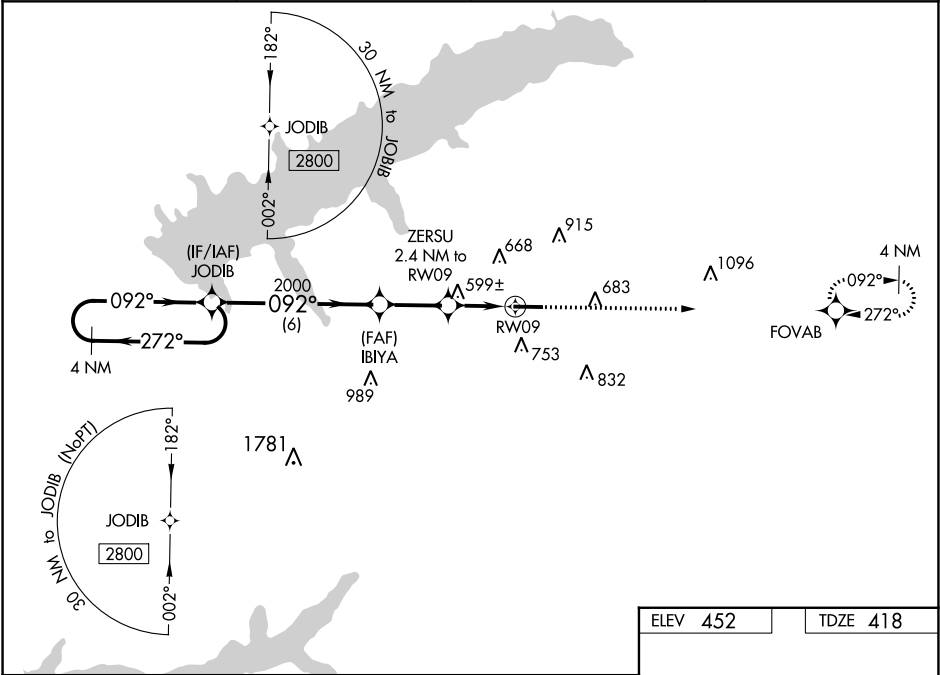 182°
30 NM to JOBIB
JODIB
2800
002°
(IF/IAF)
JODIB
ZERSU
2.4 NM to
RW09
668
915
1096
4 NM
092°
272°
FOVAB
092°
2000
092°
(6)
599±
683
RW09
272°
4 NM
(FAF)
IBIYA
989
753
832
1781
182°
30 NM to JODIB (NoPT)
JODIB
2800
002°
ELEV 452
TDZE 418